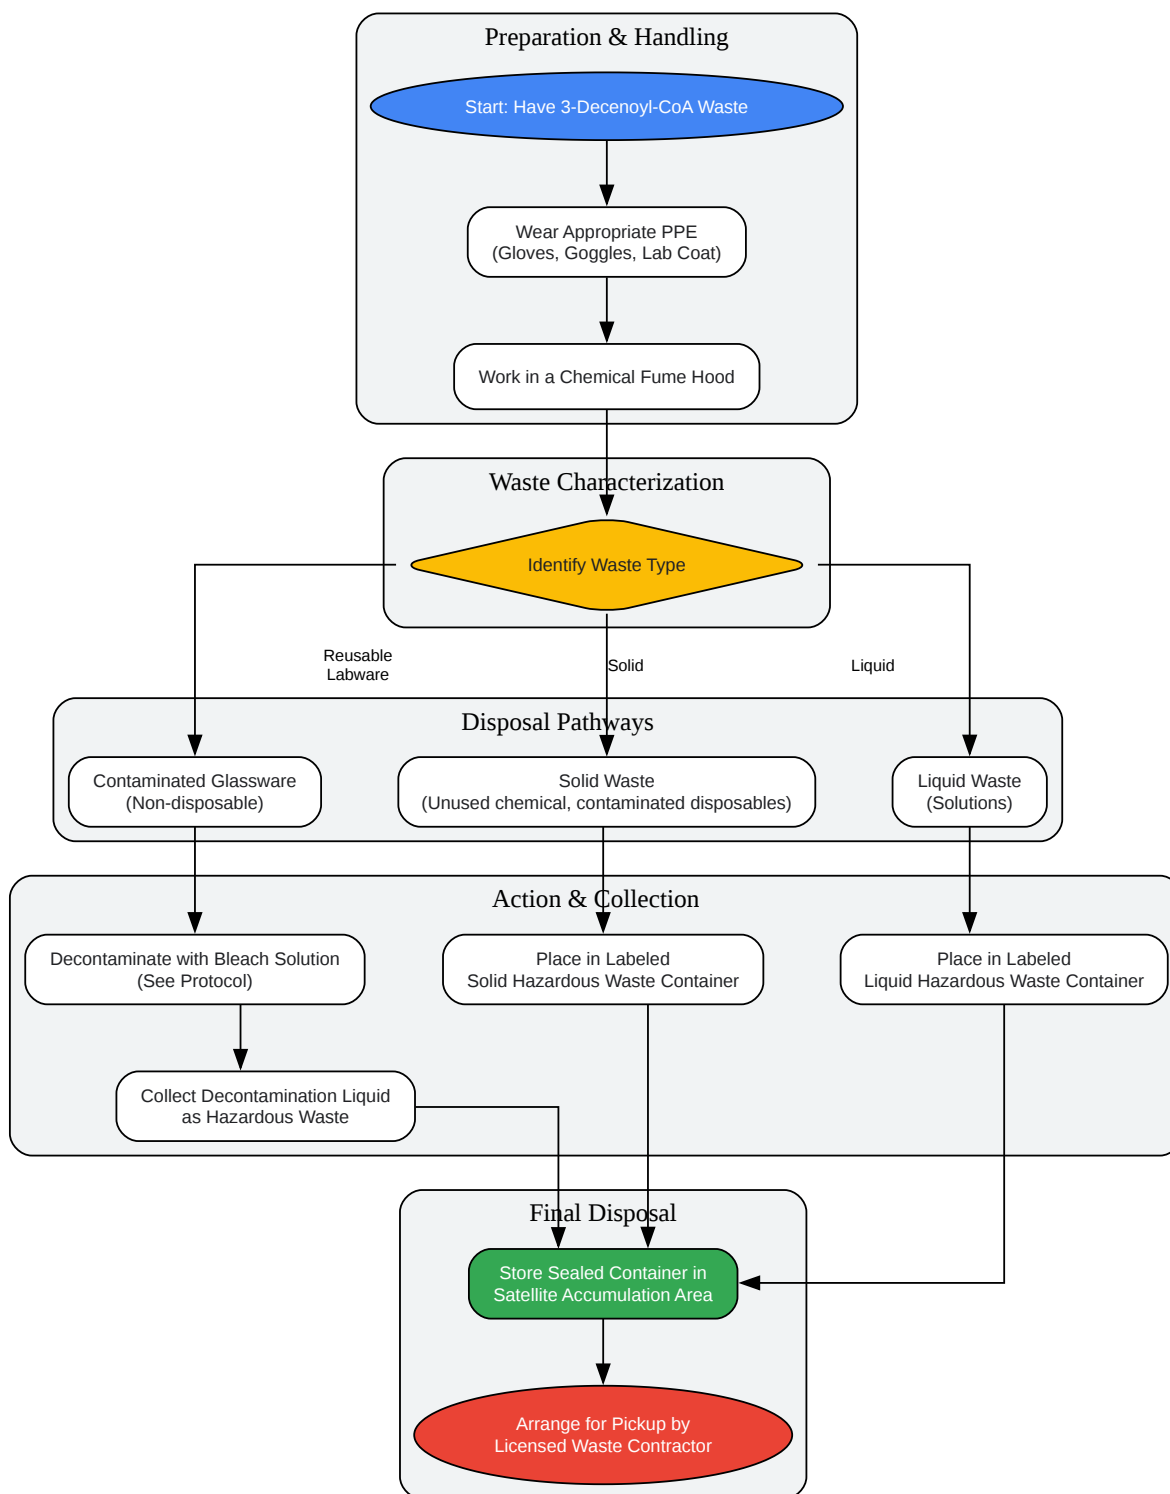 Preparation & Handling
Start: Have 3-Decenoyl-CoA Waste
Wear Appropriate PPE
(Gloves, Goggles, Lab Coat)
Work in a Chemical Fume Hood
Waste Characterization
Identify Waste Type
Reusable
Labware
Solid
Liquid
Disposal Pathways
Contaminated Glassware
(Non-disposable)
Solid Waste
(Unused chemical, contaminated disposables)
Liquid Waste
(Solutions)
Action & Collection
Decontaminate with Bleach Solution
(See Protocol)
Place in Labeled
Solid Hazardous Waste Container
Place in Labeled
Liquid Hazardous Waste Container
Collect Decontamination Liquid
as Hazardous Waste
Final Disposal
Store Sealed Container in
Satellite Accumulation Area
Arrange for Pickup by
Licensed Waste Contractor